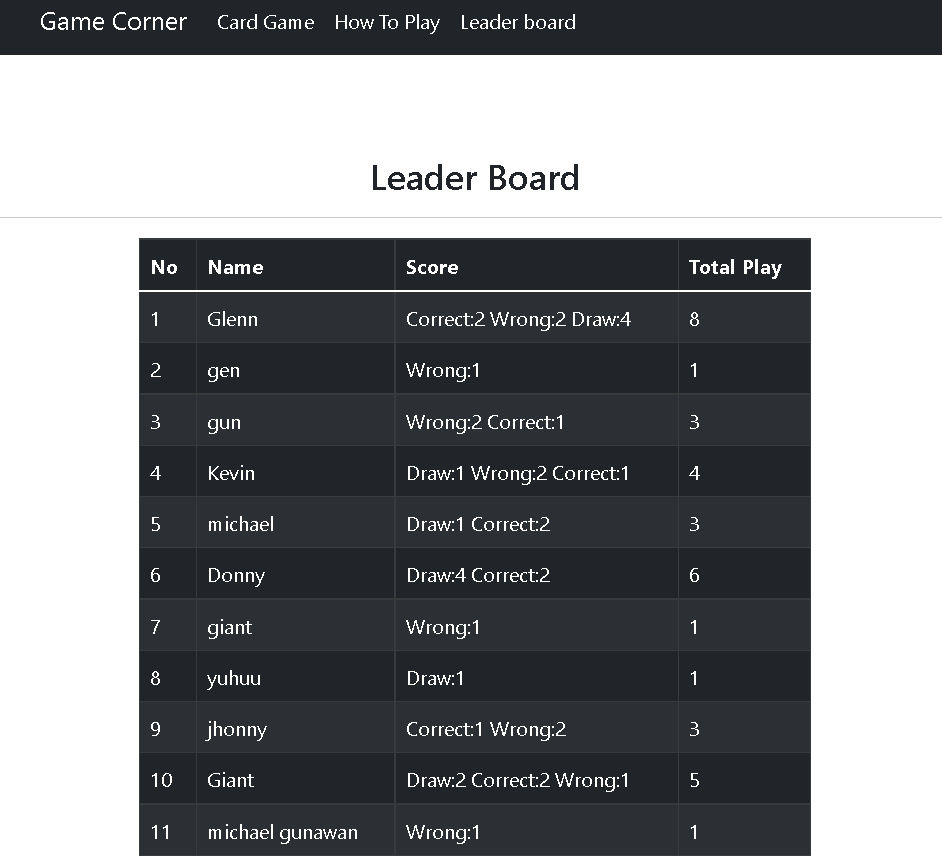 Game Corner Card Game How To Play Leader board
Leader Board
No Name Score Total Play
1 Glenn Correct:2 Wrong:2 Draw:4 8
2 gen Wrong:1 1
3 gun Wrong:2 Correct:1 3
4 Kevin Draw:1 Wrong:2 Correct:1 4
5 michael Draw:1 Correct:2 3
6 Donny Draw:4 Correct:2 6
7 giant Wrong:1 1
8 yuhuu Draw:1 1
9 jhonny Correct:1 Wrong:2 3
10 Giant Draw:2 Correct:2 Wrong:1 5
11 michael gunawan Wrong:1 1